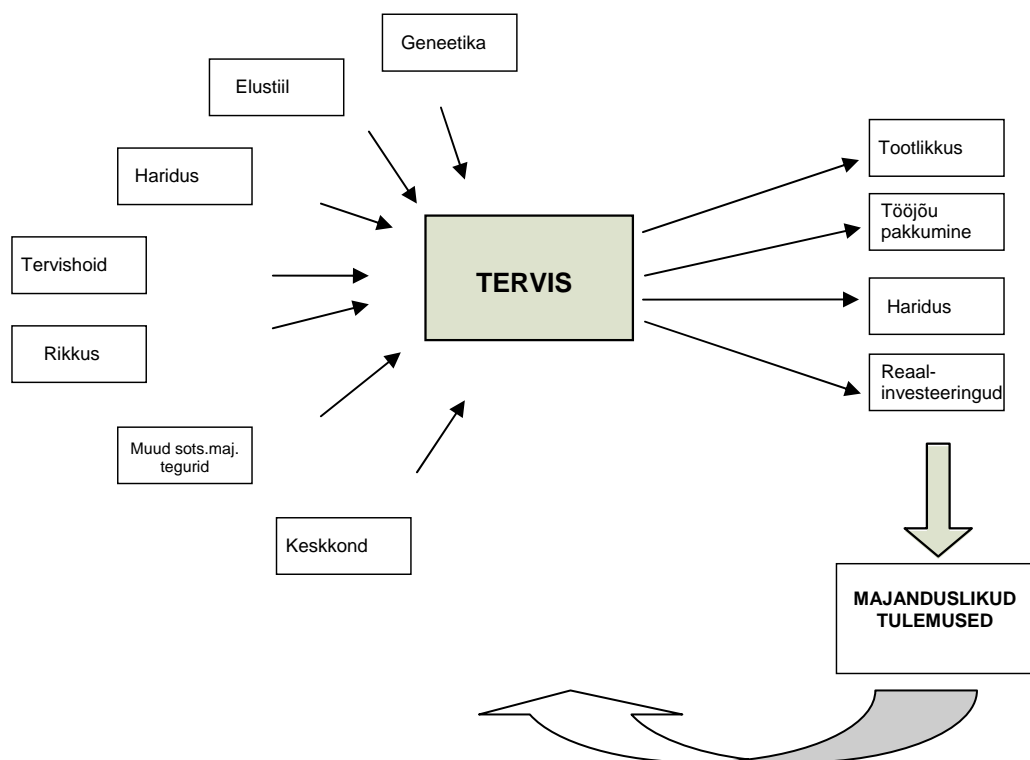 Geneetika
Elustiil
Haridus
Tervishoid
Rikkus
Muud sots.maj.
tegurid
Keskkond
TERVIS
Tootlikkus
Tööjõu
pakkumine
Haridus
Reaal-
investeeringud
MAJANDUSLIKUD
TULEMUSED